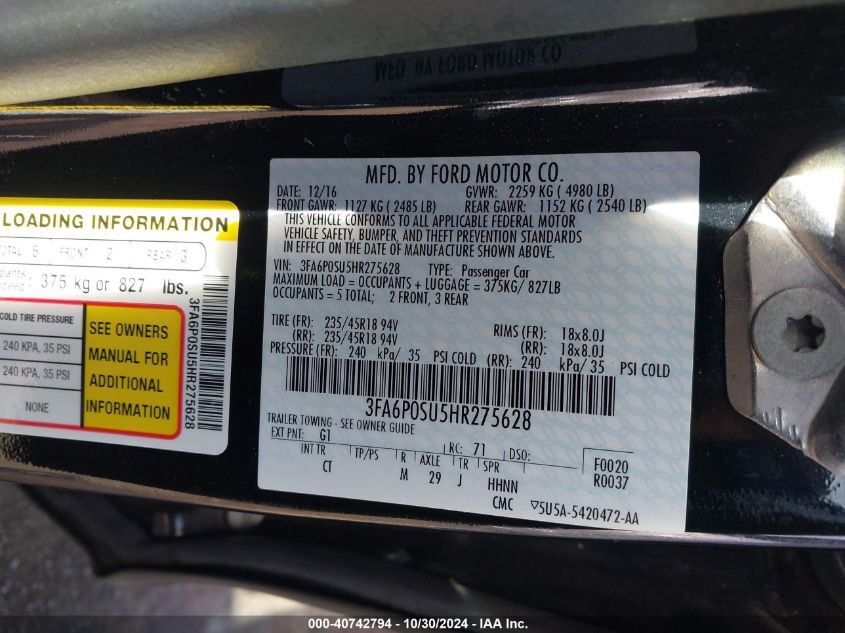 MFD. BY FORD MOTOR CO.
MFD. BY FORD MOTOR CO.
DATE: 12/16 GVWR: 2259 KG ( 4980 LB)
FRONT GAWR: 1127 KG ( 2485 LB) REAR GAWR: 1152 KG ( 2540 LB)
THIS VEHICLE CONFORMS TO ALL APPLICABLE FEDERAL MOTOR
VEHICLE SAFETY, BUMPER, AND THEFT PREVENTION STANDARDS
IN EFFECT ON THE DATE OF MANUFACTURE SHOWN ABOVE.
VIN: 3FA6P0SU5HR275628 TYPE: Passenger Car
MAXIMUM LOAD = OCCUPANTS + LUGGAGE = 375KG/ 827LB
OCCUPANTS = 5 TOTAL; 2 FRONT, 3 REAR
TIRE (FR): 235/45R18 94V RIMS (FR): 18x8.0J
(RR): 235/45R18 94V (RR): 18x8.0J
PRESSURE (FR): 240 kPa/ 35 PSI COLD (RR): 240 kPa/ 35 PSI COLD
3FA6P0SU5HR275628
TRAILER TOWING - SEE OWNER GUIDE
EXT PNT: G1 RC: 71 DSO:
INT TR TP/PS R AXLE TR SPR F0020
CT M 29 J HHNN R0037
CMC ▽5U5A-5420472-AA
LOADING INFORMATION
TOTAL 5 FRONT 2 REAR 3
375 kg or 827 lbs.
COLD TIRE PRESSURE
240 KPA, 35 PSI
240 KPA, 35 PSI
NONE
SEE OWNERS
MANUAL FOR
ADDITIONAL
INFORMATION
3FA6P0SU5HR275628
000-40742794 - 10/30/2024 - IAA Inc.